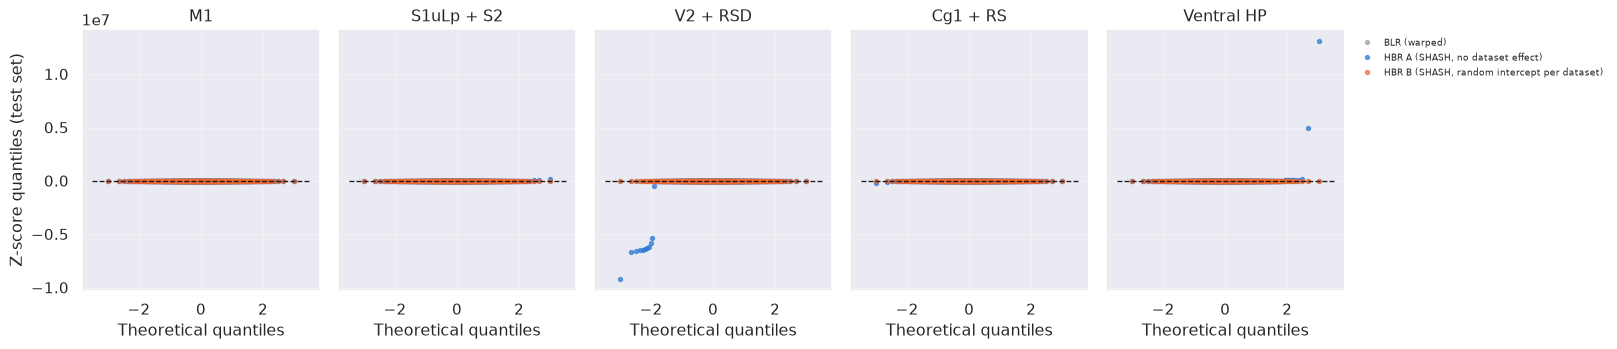 M1
S1uLp + S2
V2 + RSD
Cg1 + RS
Ventral HP
1e7
BLR (warped)
HBR A (SHASH, no dataset effect)
HBR B (SHASH, random intercept per dataset)
Z-score quantiles (test set)
1.0
0.5
0.0
−0.5
−1.0
−2 0 2 −2 0 2 −2 0 2 −2 0 2 −2 0 2
Theoretical quantiles Theoretical quantiles Theoretical quantiles Theoretical quantiles Theoretical quantiles